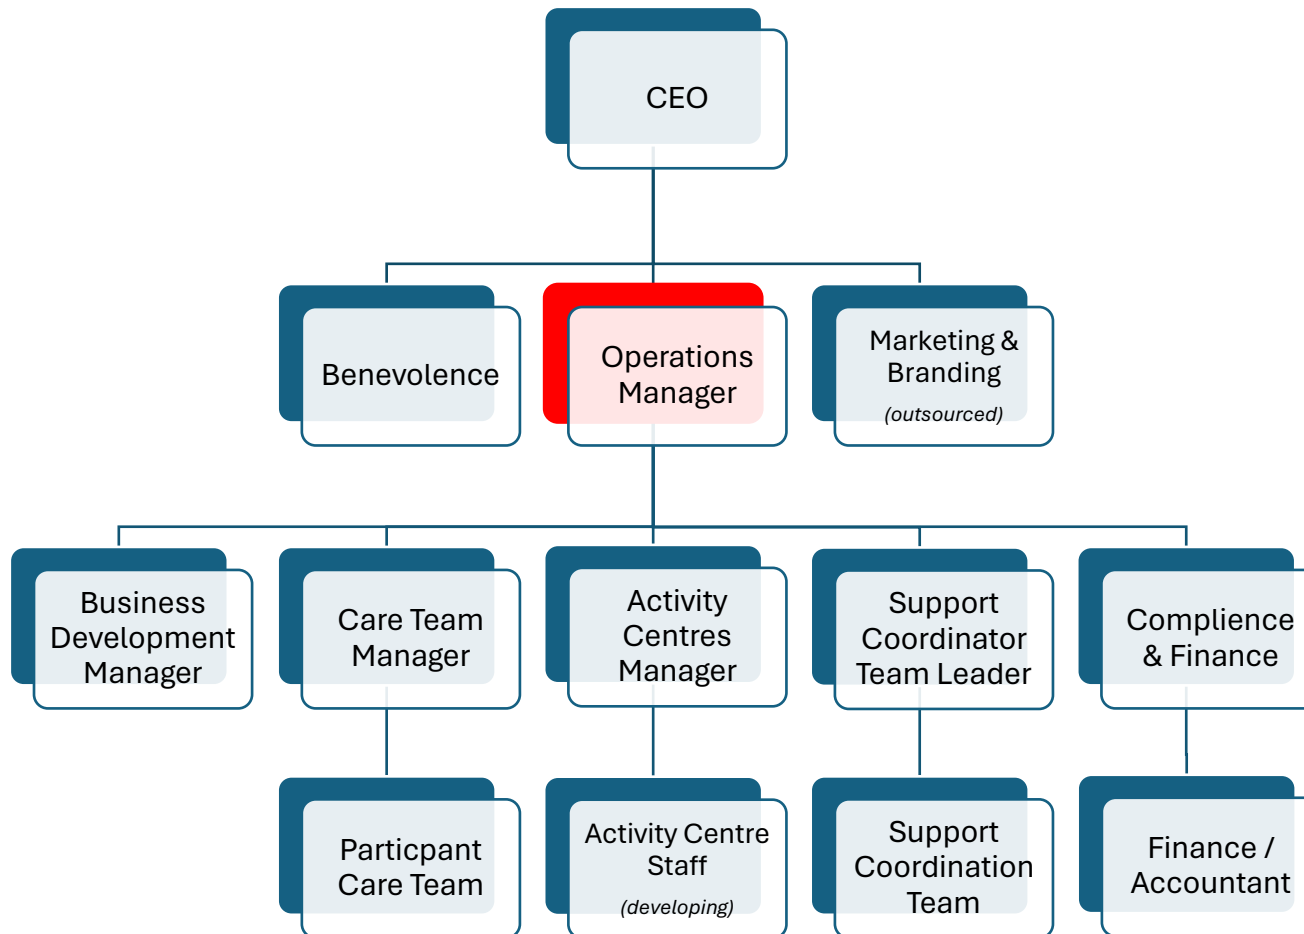 CEO
Benevolence
Operations
Manager
Marketing &
Branding
(outsourced)
Business
Development
Manager
Care Team
Manager
Activity
Centres
Manager
Support
Coordinator
Team Leader
Complience
& Finance
Particpant
Care Team
Activity Centre
Staff
(developing)
Support
Coordination
Team
Finance /
Accountant